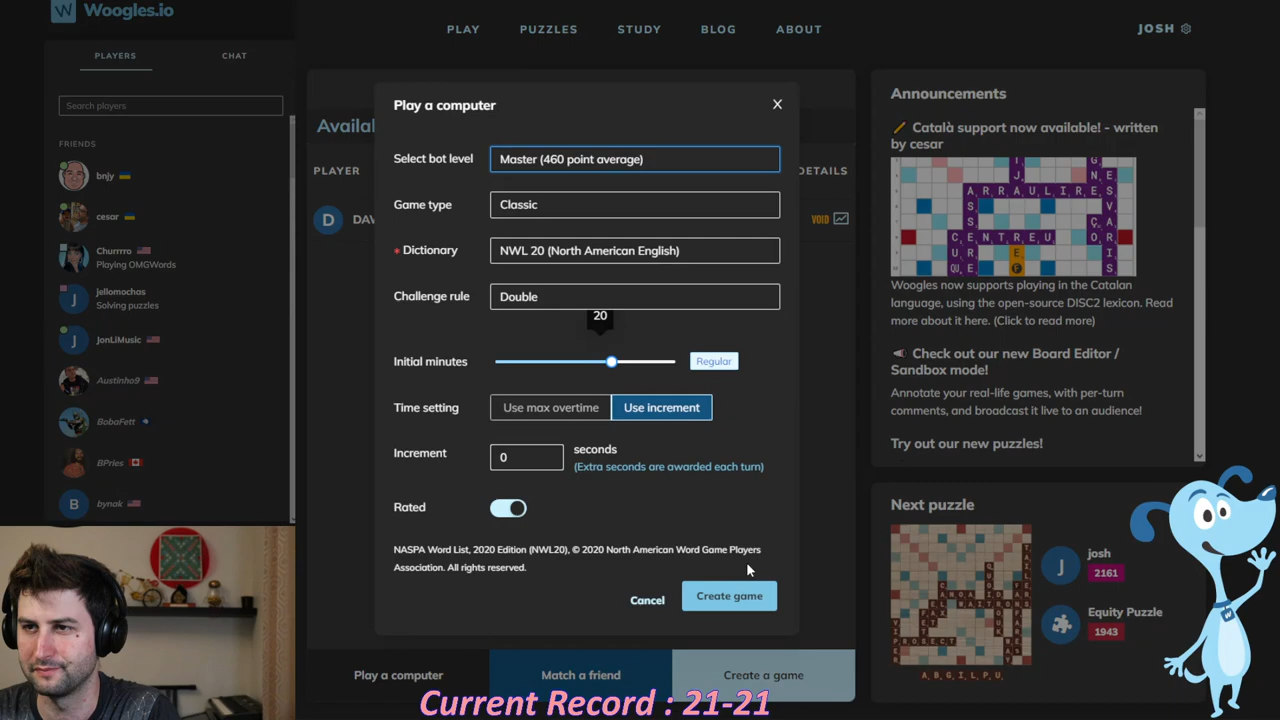 W Woogles.io
PLAY PUZZLES STUDY BLOG ABOUT
JOSH
PLAYERS CHAT
Search players
FRIENDS
bnjy
cesar
Churrrro
Playing OMGWords
jellomochas
Solving puzzles
J JonLiMusic
Austinho9
BobaFett
BPries
B bynak
Availa
PLAYER
DETAILS
D DAV
VOID
Play a computer
Select bot level Master (460 point average)
Game type Classic
* Dictionary NWL 20 (North American English)
Challenge rule Double
20
Initial minutes Regular
Time setting Use max overtime Use increment
Increment 0 seconds
(Extra seconds are awarded each turn)
Rated
NASPA Word List, 2020 Edition (NWL20), © 2020 North American Word Game Players
Association. All rights reserved.
Cancel Create game
Play a computer Match a friend Create a game
Announcements
Català support now available! - written
by cesar
ARRAULIRES
CENTREU
Woogles now supports playing in the Catalan
language, using the open-source DISC2 lexicon. Read
more about it here. (Click to read more)
Check out our new Board Editor /
Sandbox mode!
Annotate your real-life games, with per-turn
comments, and broadcast it live to an audience!
Try out our new puzzles!
Next puzzle
J josh
2161
Equity Puzzle
1943
A B G I L P U
W
Current Record : 21-21